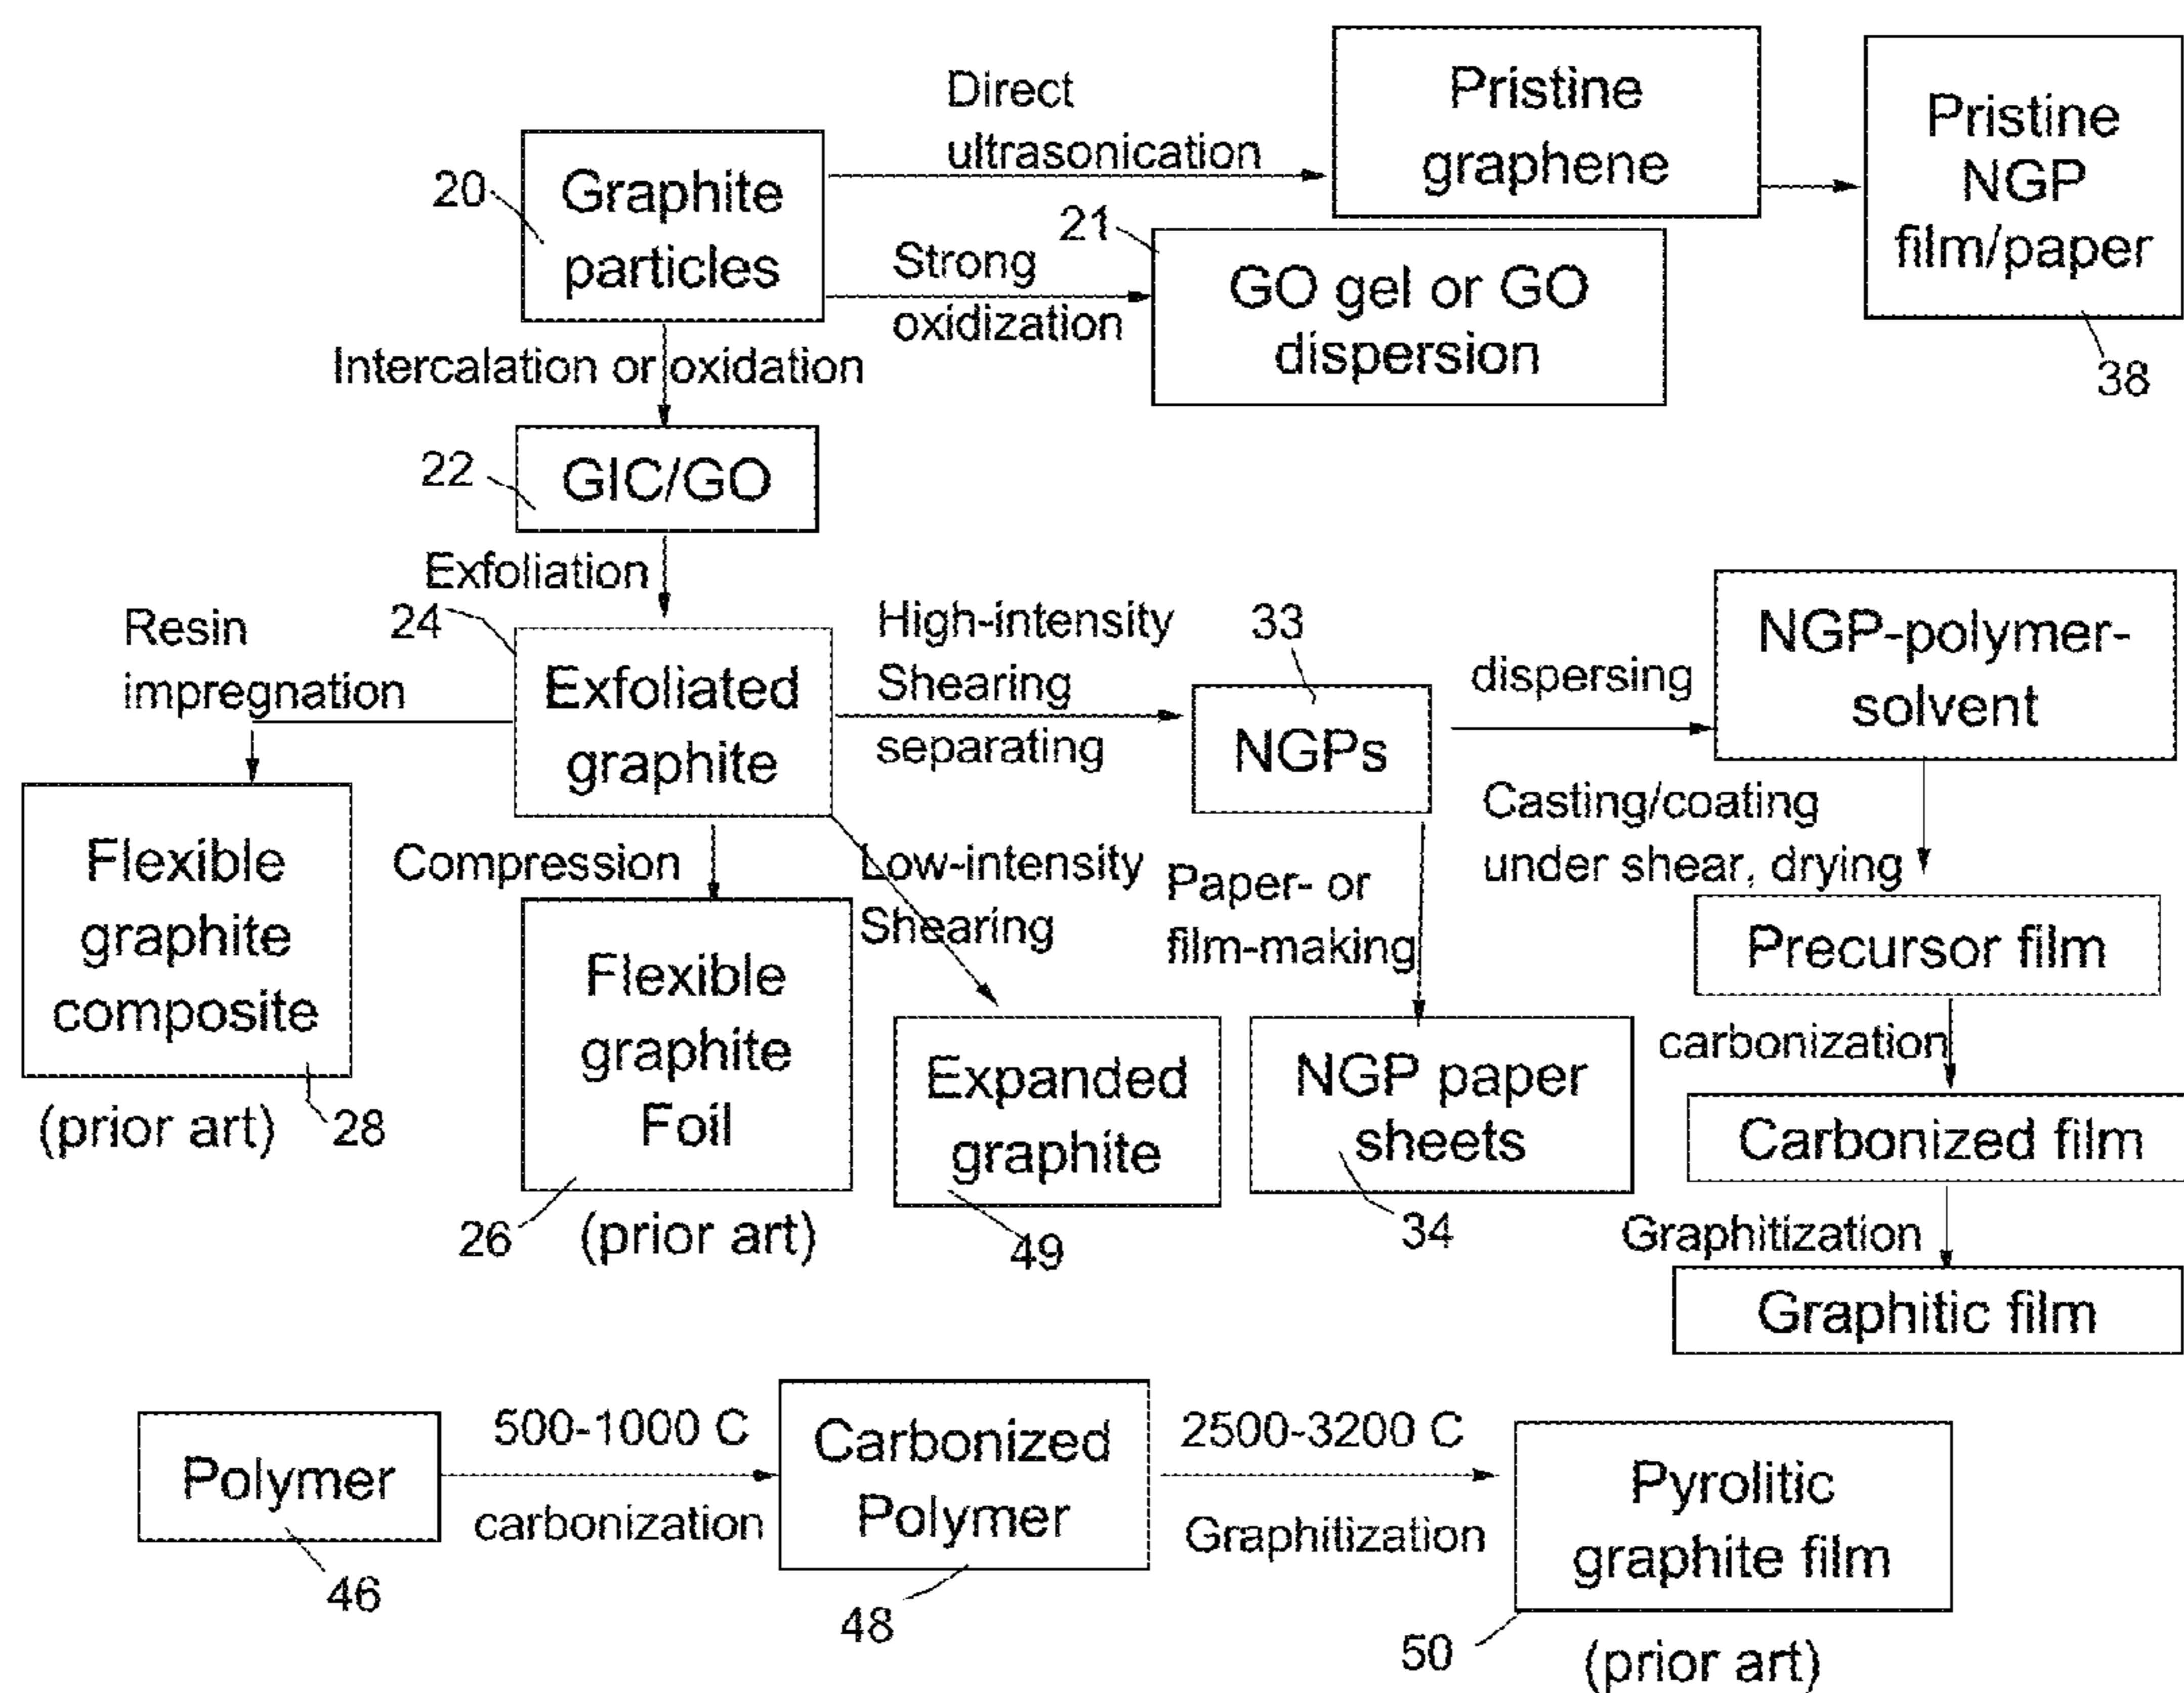 Direct
ultrasonication
Pristine
graphene
Pristine
NGP
film/paper
38
20
Graphite
particles
Strong
oxidization
21
GO gel or GO
dispersion
Intercalation or oxidation
22
GIC/GO
Exfoliation
24
Exfoliated
graphite
Resin
impregnation
Flexible
graphite
composite
(prior art)
28
Compression
Flexible
graphite
Foil
26
(prior art)
Low-intensity
Shearing
Expanded
graphite
49
High-intensity
Shearing
separating
33
NGPs
Paper- or
film-making
NGP paper
sheets
34
dispersing
NGP-polymer-
solvent
Casting/coating
under shear, drying
Precursor film
carbonization
Carbonized film
Graphitization
Graphitic film
Polymer
46
500-1000 C
carbonization
Carbonized
Polymer
48
2500-3200 C
Graphitization
Pyrolitic
graphite film
50
(prior art)